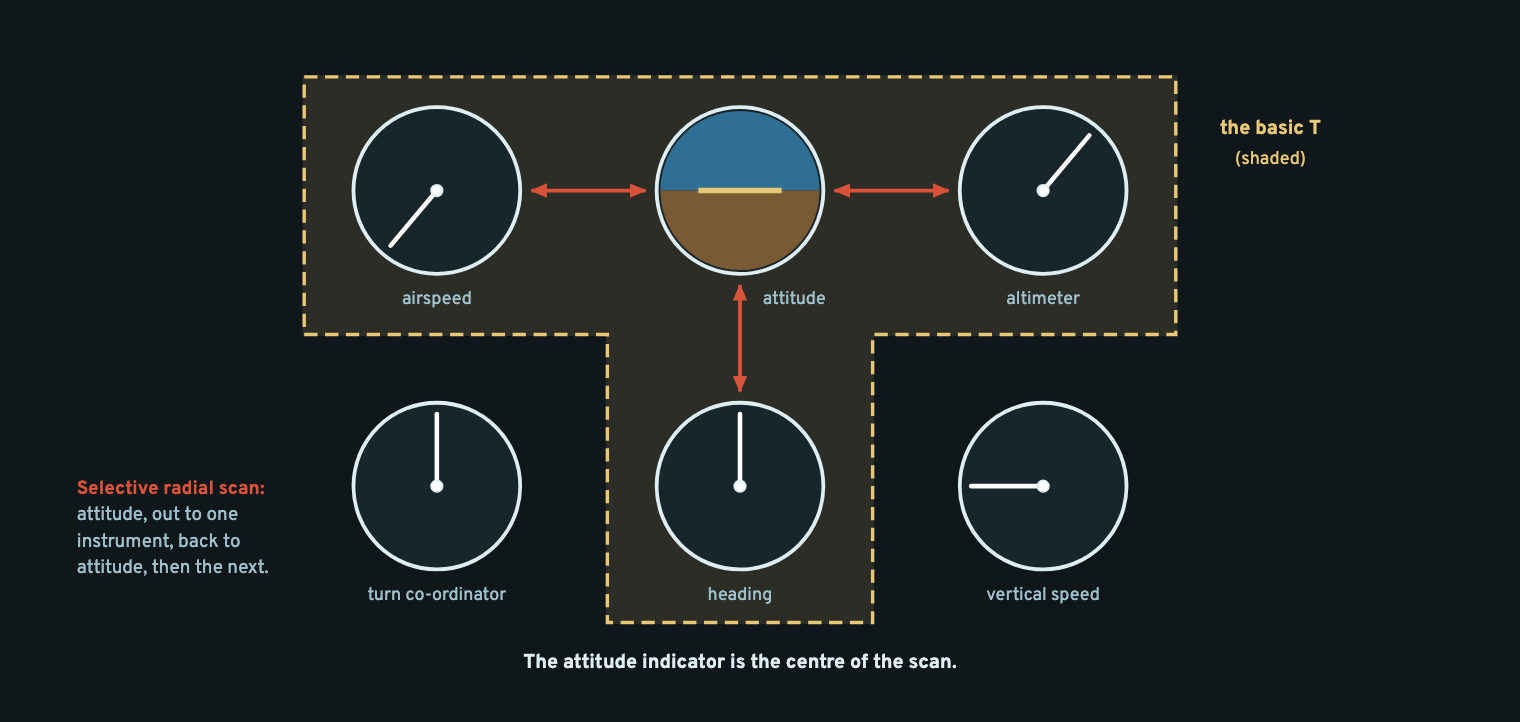 the basic T
(shaded)
airspeed
attitude
altimeter
Selective radial scan:
attitude, out to one
instrument, back to
attitude, then the next.
turn co-ordinator
heading
vertical speed
The attitude indicator is the centre of the scan.